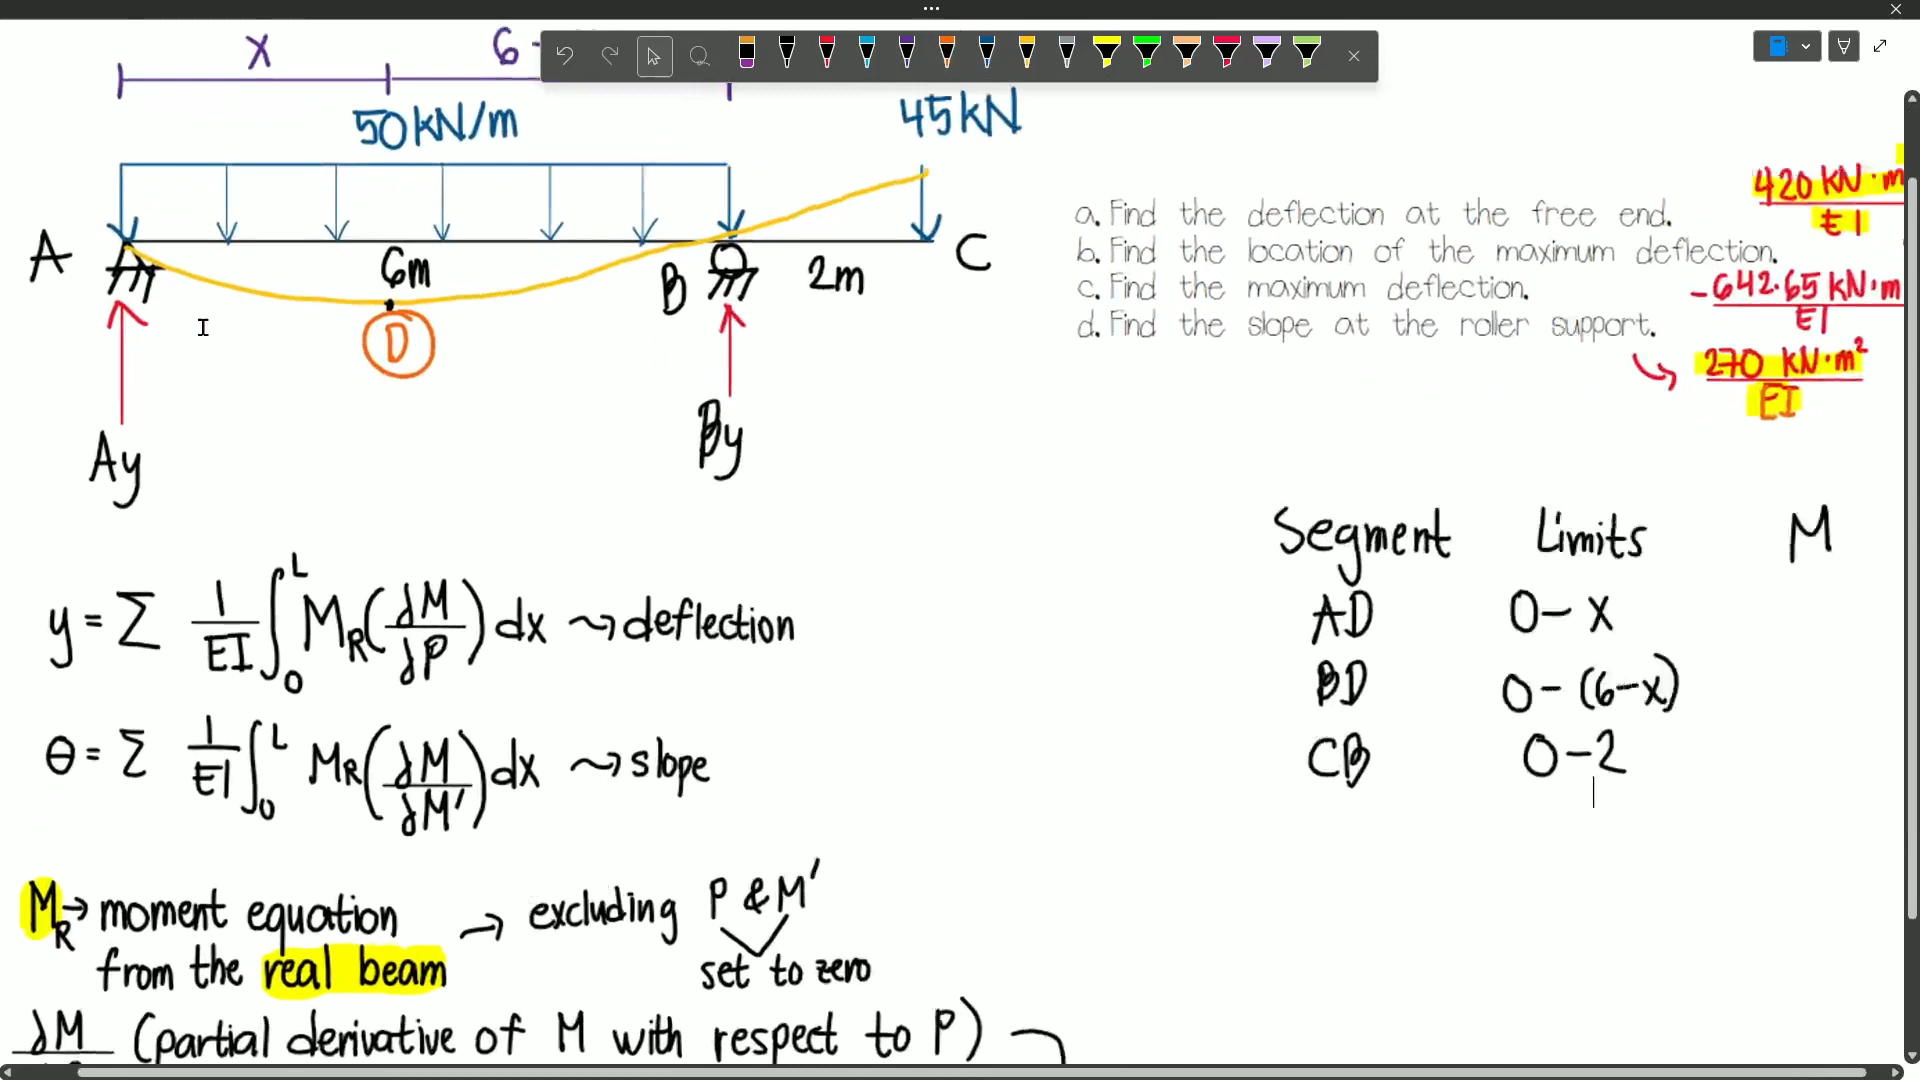 x
6 -
50 kN/m
45 kN
a. Find the deflection at the free end.
b. Find the location of the maximum deflection.
c. Find the maximum deflection.
d. Find the slope at the roller support.
420 KN·m
EI
-642.65 KN·m
EI
270 KN·m²
EI
A
6m
B
2m
C
D
Ay
By
Segment Limits M
AD 0 - x
BD 0 - (6-x)
CB 0 - 2
y = Σ 1/EI ∫₀ᴸ M_R (∂M/∂P) dx ⤳ deflection
θ = Σ 1/EI ∫₀ᴸ M_R (∂M/∂M') dx ⤳ slope
M_R → moment equation → excluding P & M'
from the real beam set to zero
∂M (partial derivative of M with respect to P)